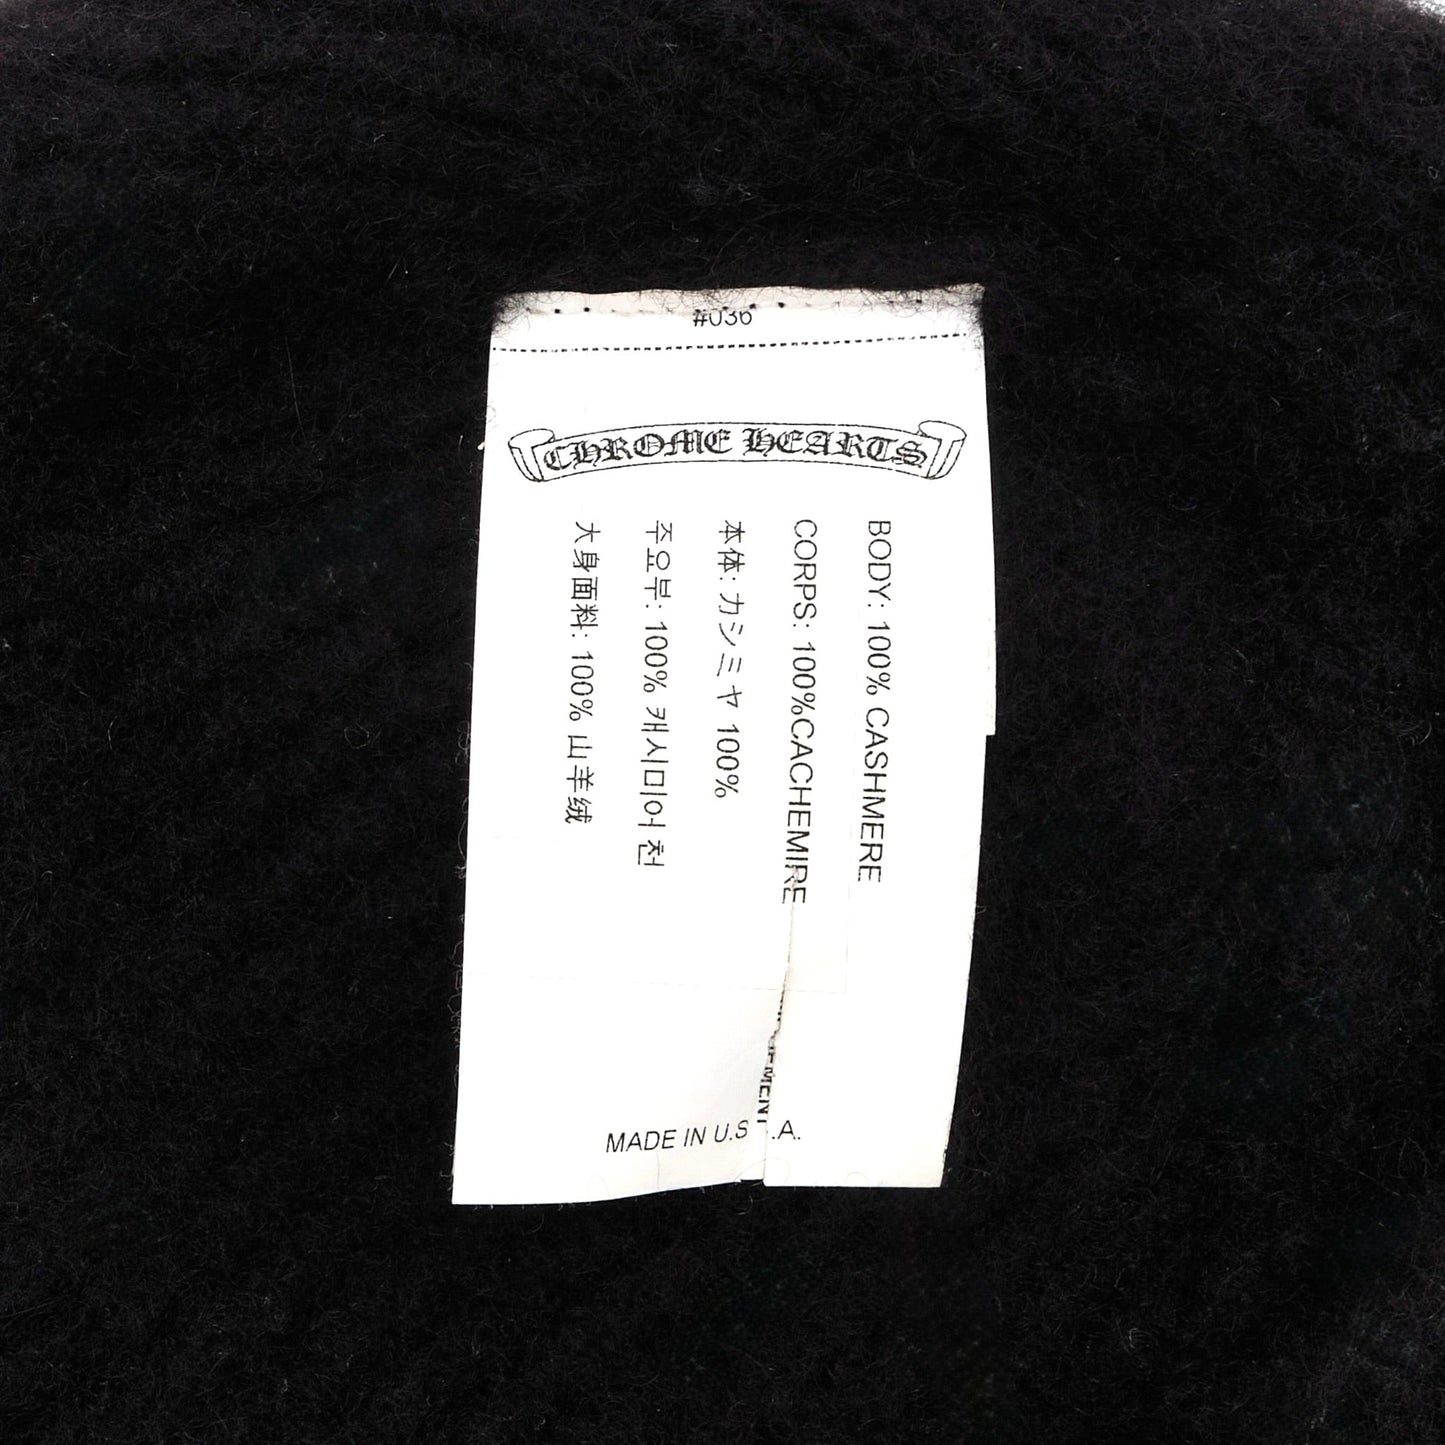 #036
CHROME HEARTS
BODY: 100% CASHMERE
CORPS: 100%CACHEMIRE
本体: カシミヤ 100%
주요부: 100% 캐시미어 천
大身面料: 100% 山羊绒
MADE IN U.S.A.